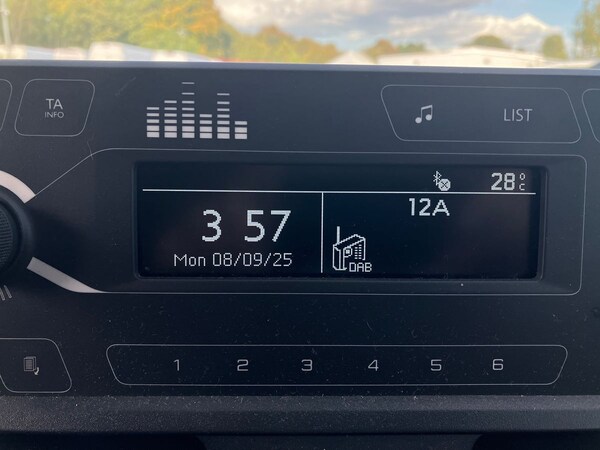 TA
INFO
LIST
28°C
12A
3 57
Mon 08/09/25
DAB
1 2 3 4 5 6